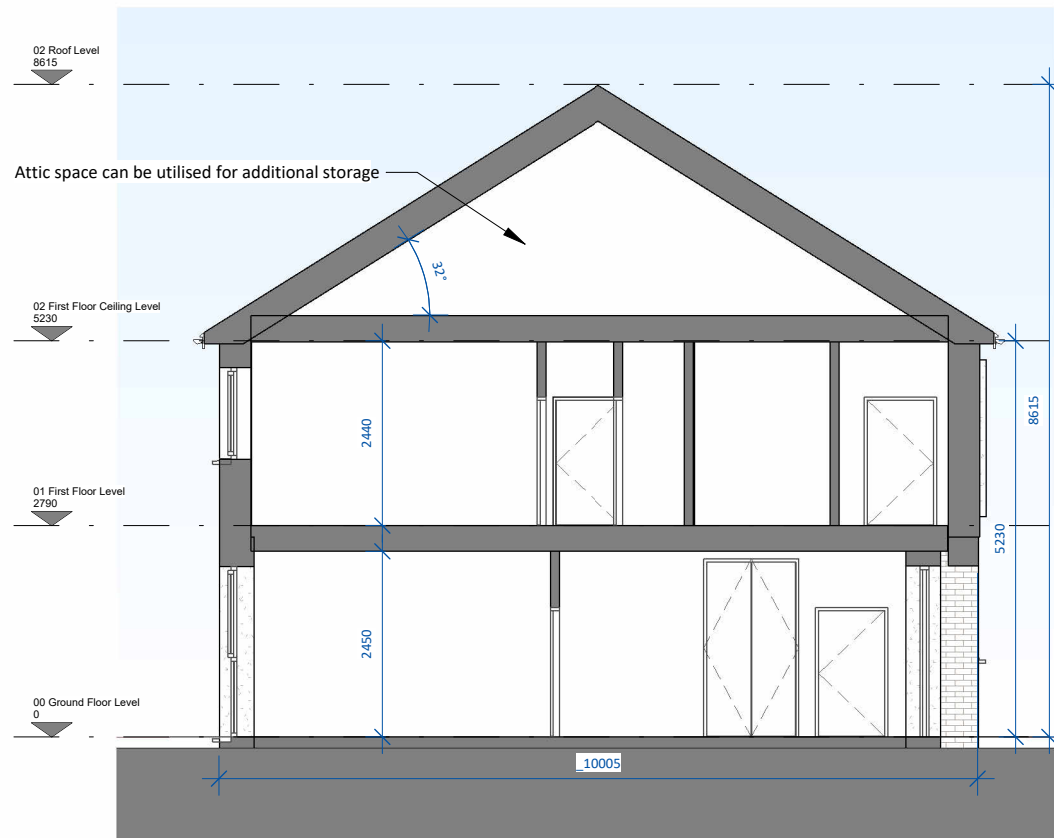 02 Roof Level
8615
Attic space can be utilised for additional storage
32°
02 First Floor Ceiling Level
5230
2440
8615
01 First Floor Level
2790
5230
2450
00 Ground Floor Level
0
_10005